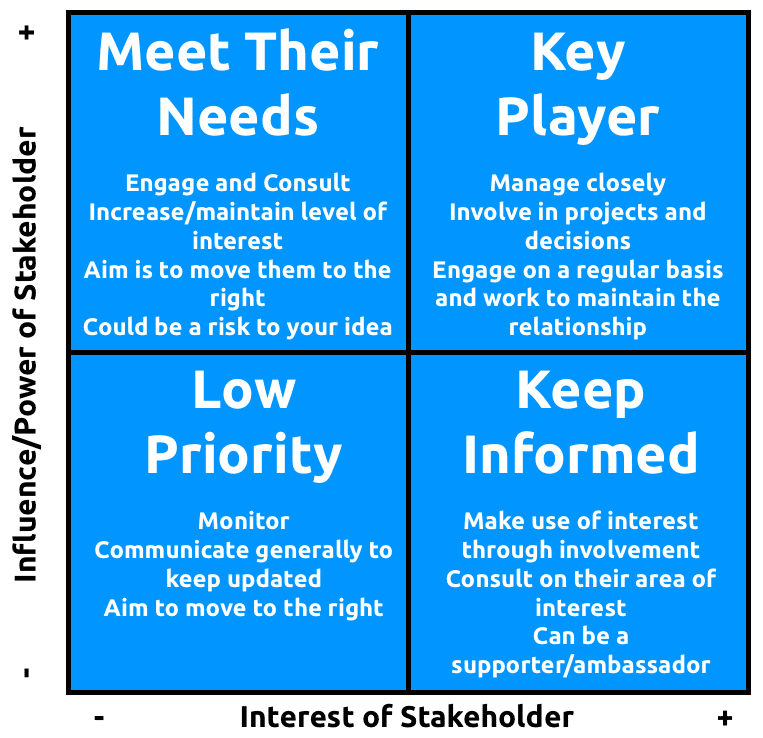 +
Influence/Power of Stakeholder
-
Meet Their
Needs
Engage and Consult
Increase/maintain level of
interest
Aim is to move them to the
right
Could be a risk to your idea
Key
Player
Manage closely
Involve in projects and
decisions
Engage on a regular basis
and work to maintain the
relationship
Low
Priority
Monitor
Communicate generally to
keep updated
Aim to move to the right
Keep
Informed
Make use of interest
through involvement
Consult on their area of
interest
Can be a
supporter/ambassador
-
Interest of Stakeholder
+